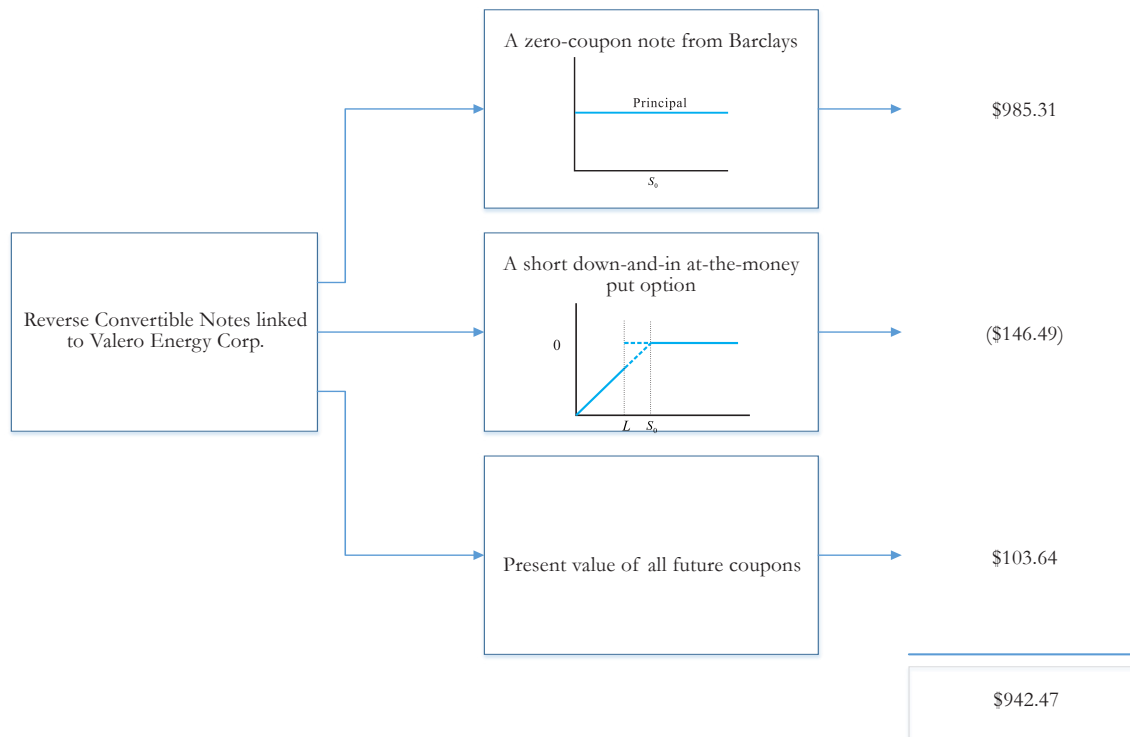 A zero-coupon note from Barclays
Principal
S₀
$985.31
Reverse Convertible Notes linked
to Valero Energy Corp.
A short down-and-in at-the-money
put option
0
L S₀
($146.49)
Present value of all future coupons
$103.64
$942.47